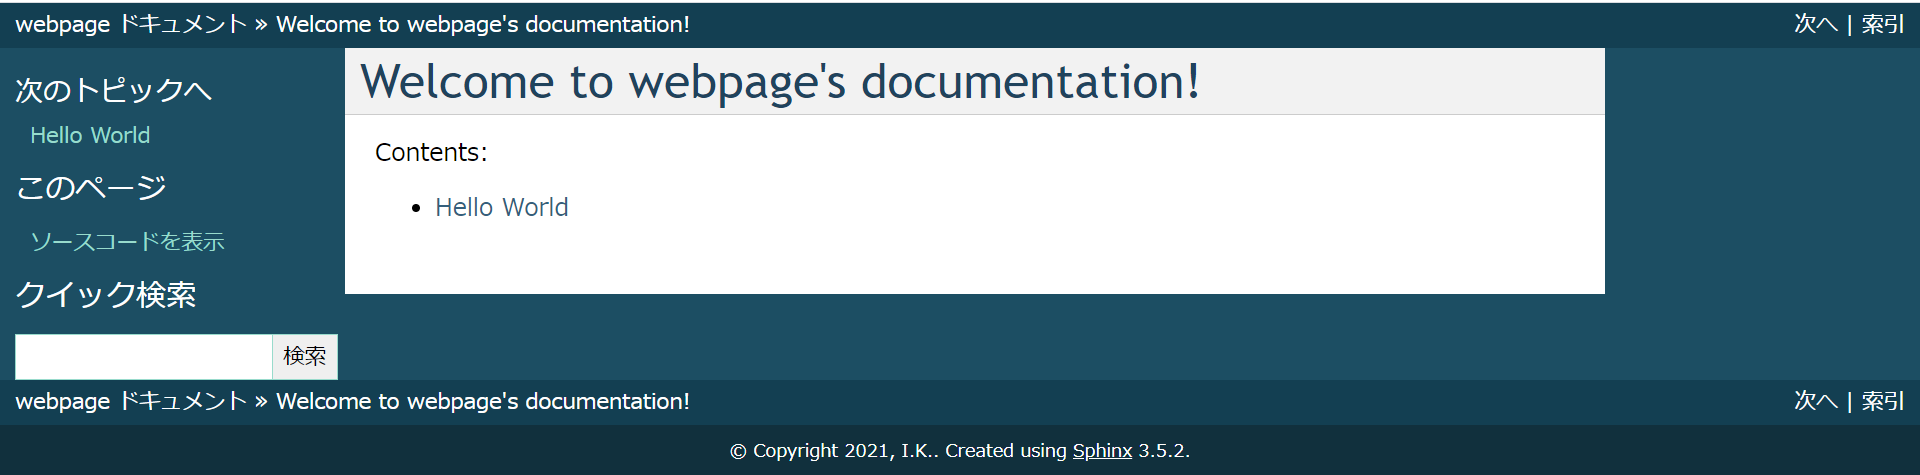 webpage ドキュメント » Welcome to webpage's documentation!
次へ | 索引
次のトピックへ
Hello World
このページ
ソースコードを表示
クイック検索
検索
Welcome to webpage's documentation!
Contents:
• Hello World
webpage ドキュメント » Welcome to webpage's documentation!
次へ | 索引
© Copyright 2021, I.K.. Created using Sphinx 3.5.2.